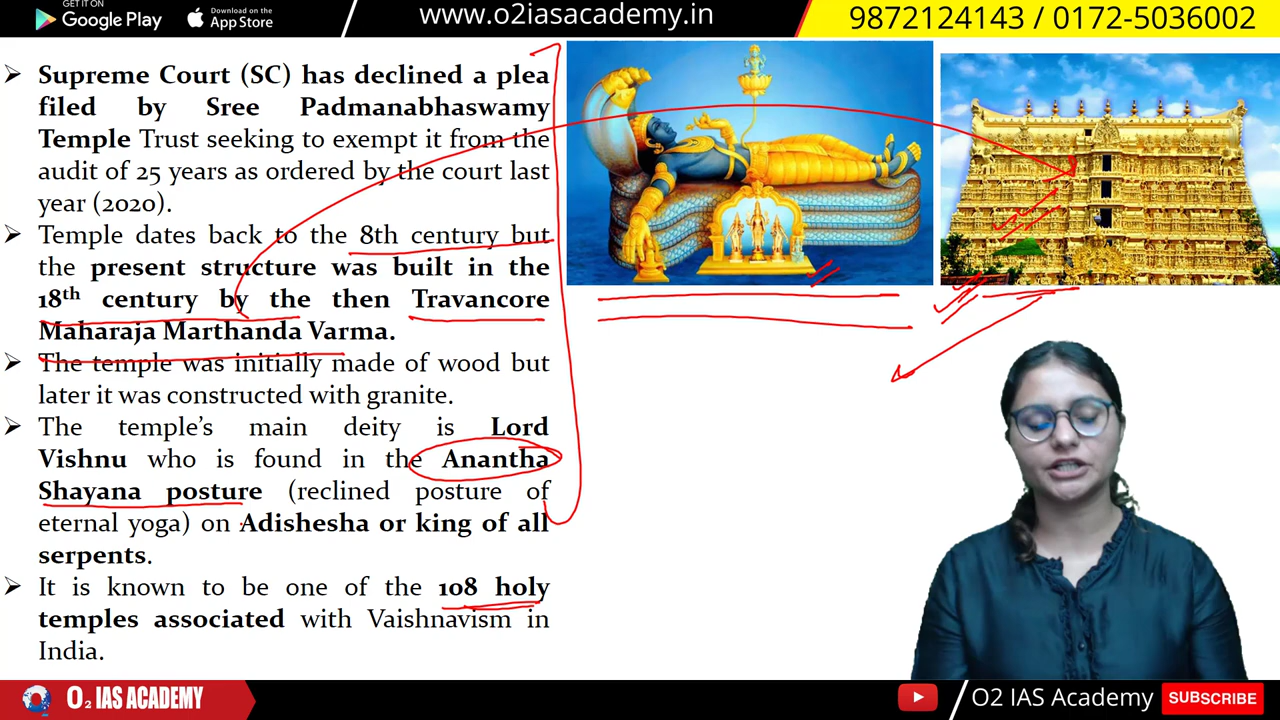 GET IT ON
Google Play
Download on the
App Store
www.o2iasacademy.in
9872124143 / 0172-5036002
➢ Supreme Court (SC) has declined a plea
filed by Sree Padmanabhaswamy
Temple Trust seeking to exempt it from the
audit of 25 years as ordered by the court last
year (2020).
➢ Temple dates back to the 8th century but
the present structure was built in the
18th century by the then Travancore
Maharaja Marthanda Varma.
➢ The temple was initially made of wood but
later it was constructed with granite.
➢ The temple’s main deity is Lord
Vishnu who is found in the Anantha
Shayana posture (reclined posture of
eternal yoga) on Adishesha or king of all
serpents.
➢ It is known to be one of the 108 holy
temples associated with Vaishnavism in
India.
O₂ IAS ACADEMY
O2 IAS Academy
SUBSCRIBE